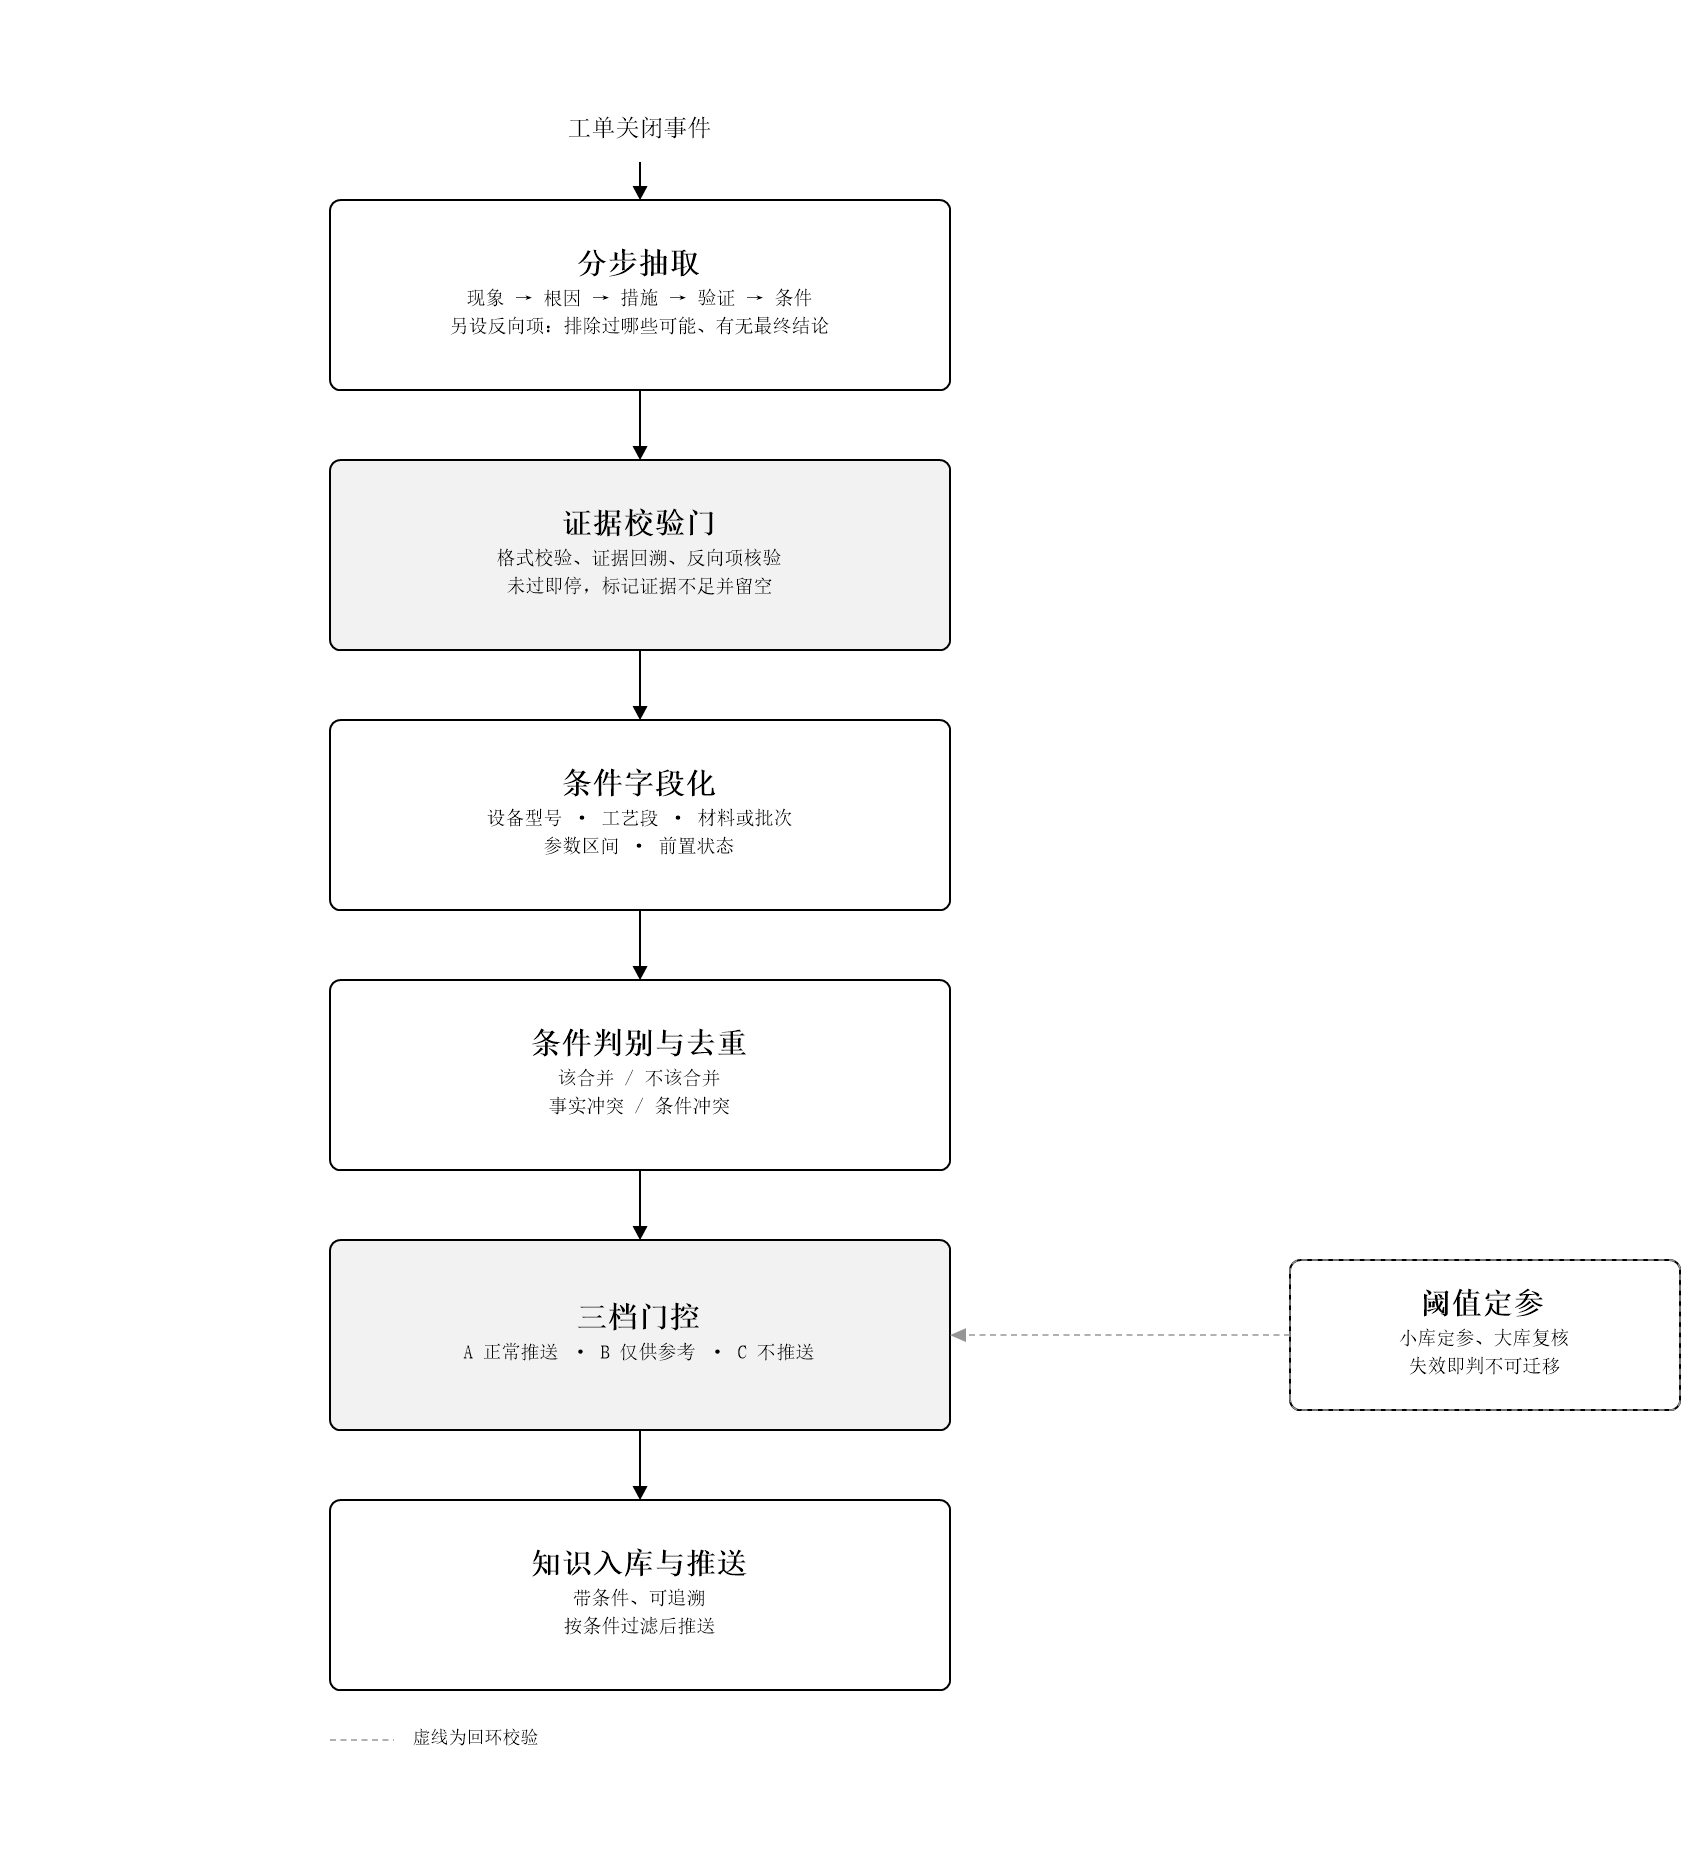 工单关闭事件
分步抽取
现象 → 根因 → 措施 → 验证 → 条件
另设反向项：排除过哪些可能、有无最终结论
证据校验门
格式校验、证据回溯、反向项核验
未过即停，标记证据不足并留空
条件字段化
设备型号 • 工艺段 • 材料或批次
参数区间 • 前置状态
条件判别与去重
该合并 / 不该合并
事实冲突 / 条件冲突
三档门控
A 正常推送 • B 仅供参考 • C 不推送
阈值定参
小库定参、大库复核
失效即判不可迁移
知识入库与推送
带条件、可追溯
按条件过滤后推送
虚线为回环校验